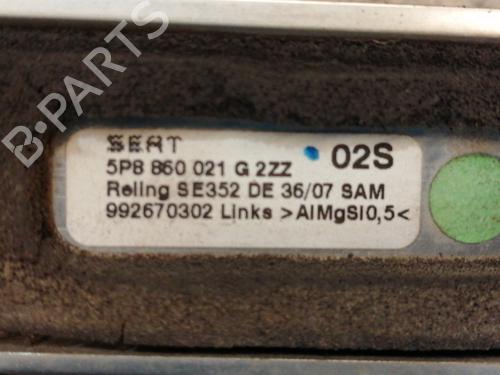 SEAT
5P8 860 021 G 2ZZ 02S
Reling SE352 DE 36/07 SAM
992670302 Links >AlMgSi0,5<
B-PARTS